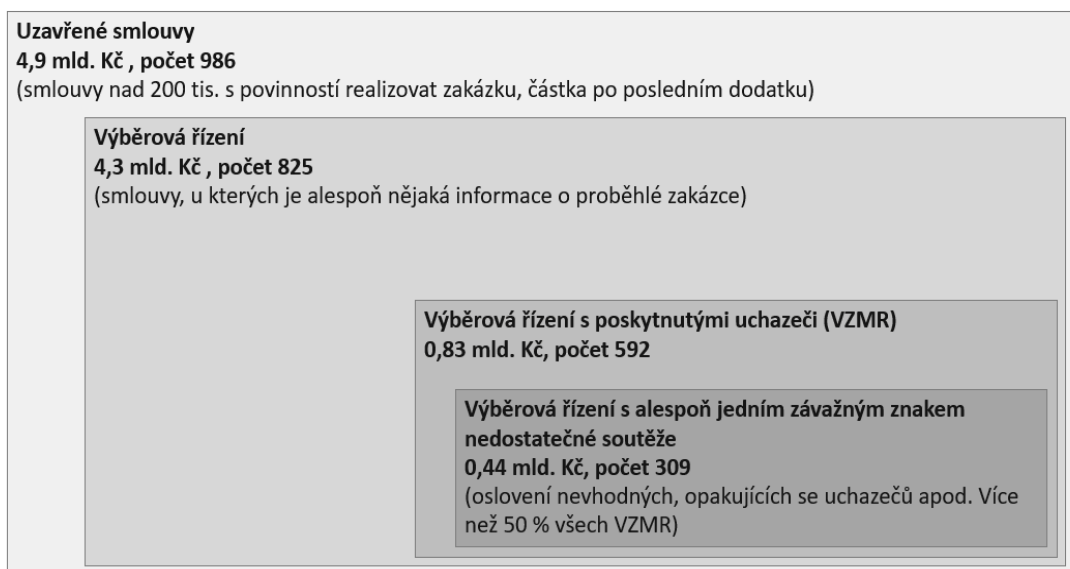 Uzavřené smlouvy
4,9 mld. Kč , počet 986
(smlouvy nad 200 tis. s povinností realizovat zakázku, částka po posledním dodatku)
Výběrová řízení
4,3 mld. Kč , počet 825
(smlouvy, u kterých je alespoň nějaká informace o proběhlé zakázce)
Výběrová řízení s poskytnutými uchazeči (VZMR)
0,83 mld. Kč, počet 592
Výběrová řízení s alespoň jedním závažným znakem
nedostatečné soutěže
0,44 mld. Kč, počet 309
(oslovení nevhodných, opakujících se uchazečů apod. Více
než 50 % všech VZMR)